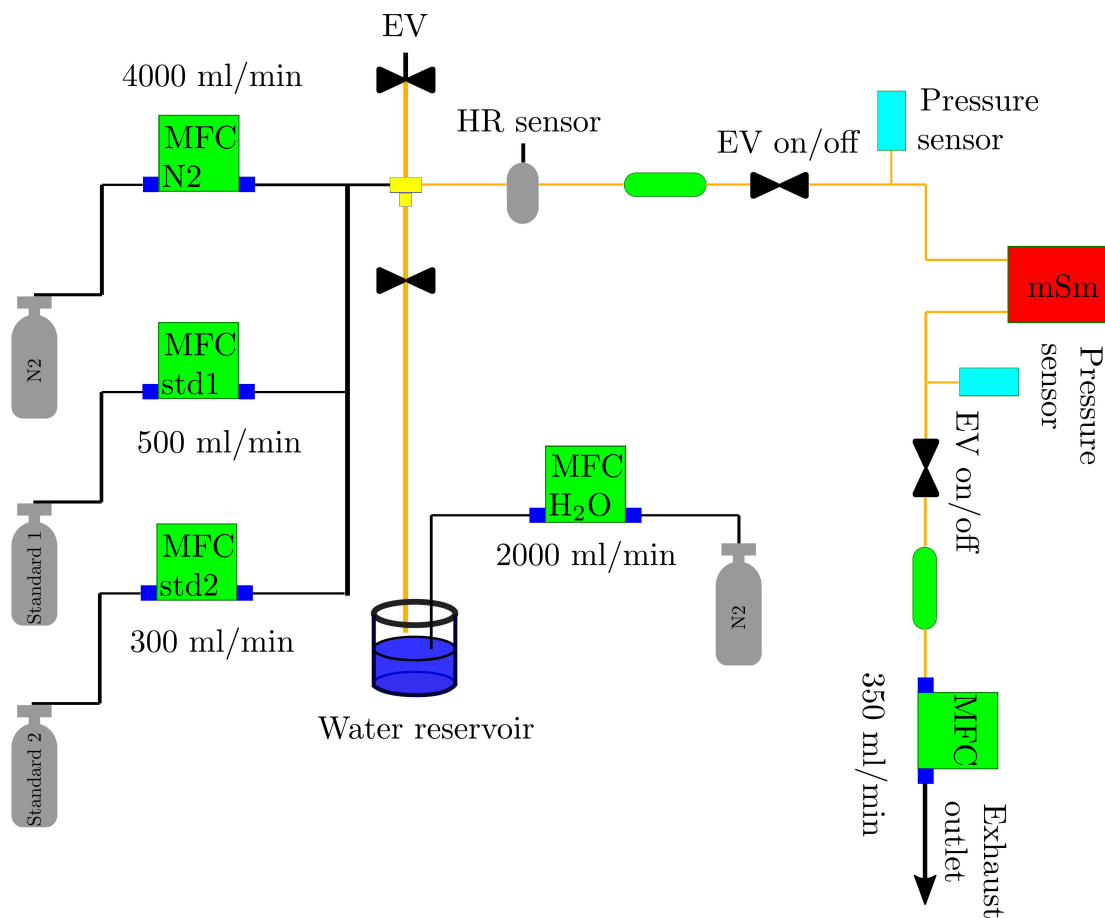 EV
4000 ml/min
MFC
N2
HR sensor
EV on/off
Pressure
sensor
mSm
N2
MFC
std1
500 ml/min
Standard 1
MFC
std2
300 ml/min
Standard 2
MFC
H₂O
2000 ml/min
N2
Water reservoir
Pressure
sensor
EV on/off
MFC
350 ml/min
Exhaust
outlet